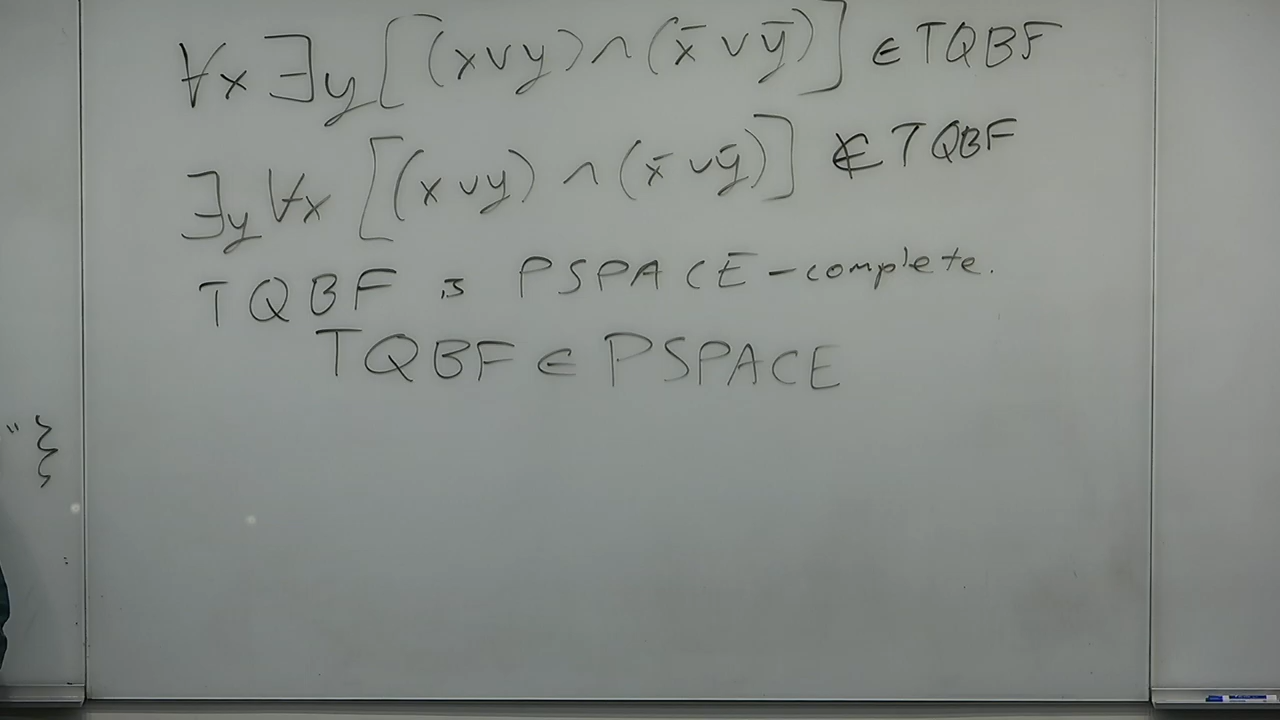 ∀x ∃y [(x∨y) ∧ (x̄ ∨ ȳ)] ∈ TQBF
∃y ∀x [(x ∨ y) ∧ (x̄ ∨ ȳ)] ∉ TQBF
TQBF is PSPACE-complete.
TQBF ∈ PSPACE
" }